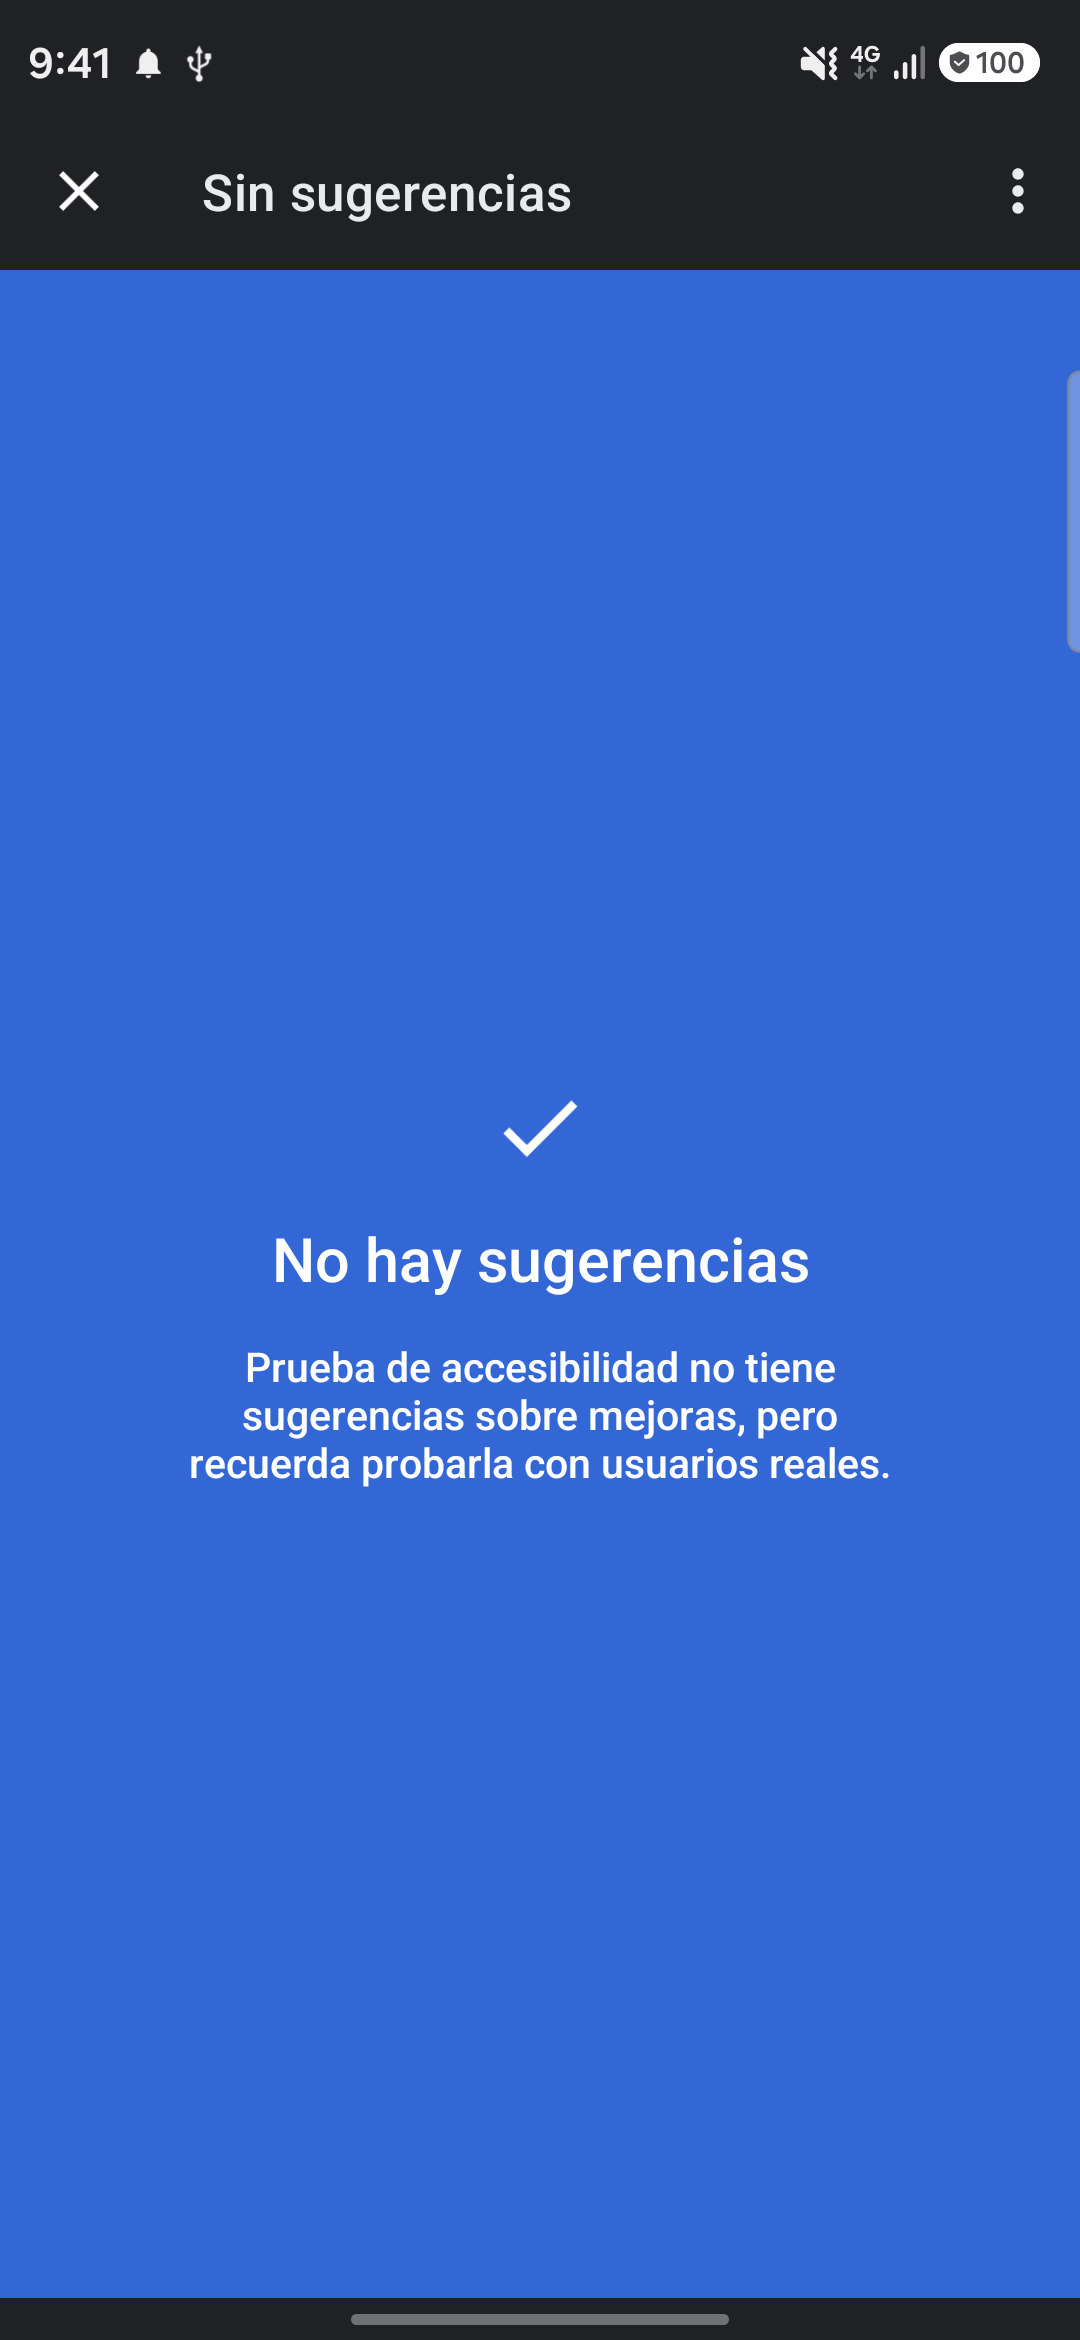 9:41
4G
100
Sin sugerencias
No hay sugerencias
Prueba de accesibilidad no tiene
sugerencias sobre mejoras, pero
recuerda probarla con usuarios reales.